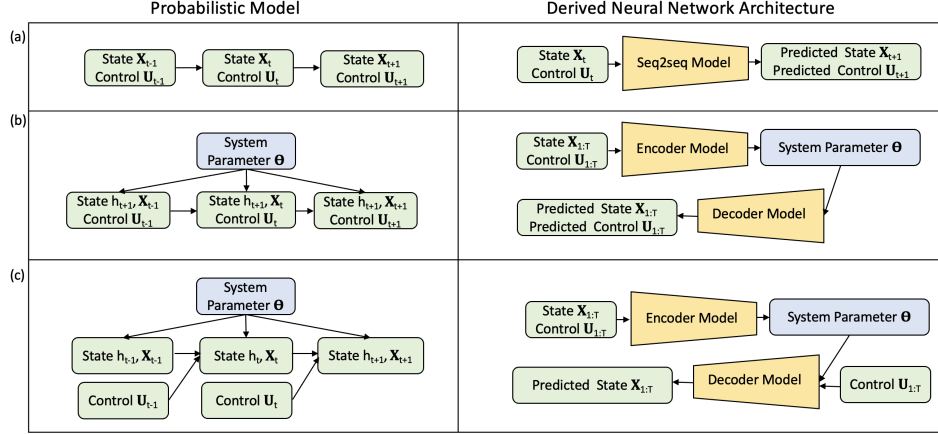 Probabilistic Model
Derived Neural Network Architecture
(a)
State X_{t-1}
Control U_{t-1}
State X_t
Control U_t
State X_{t+1}
Control U_{t+1}
State X_t
Control U_t
Seq2seq Model
Predicted State X_{t+1}
Predicted Control U_{t+1}
(b)
System
Parameter Θ
State h_{t+1}, X_{t-1}
Control U_{t-1}
State h_{t+1}, X_t
Control U_t
State h_{t+1}, X_{t+1}
Control U_{t+1}
State X_{1:T}
Control U_{1:T}
Encoder Model
System Parameter Θ
Predicted State X_{1:T}
Predicted Control U_{1:T}
Decoder Model
(c)
System
Parameter Θ
State h_{t-1}, X_{t-1}
State h_t, X_t
State h_{t+1}, X_{t+1}
Control U_{t-1}
Control U_t
State X_{1:T}
Control U_{1:T}
Encoder Model
System Parameter Θ
Predicted State X_{1:T}
Decoder Model
Control U_{1:T}